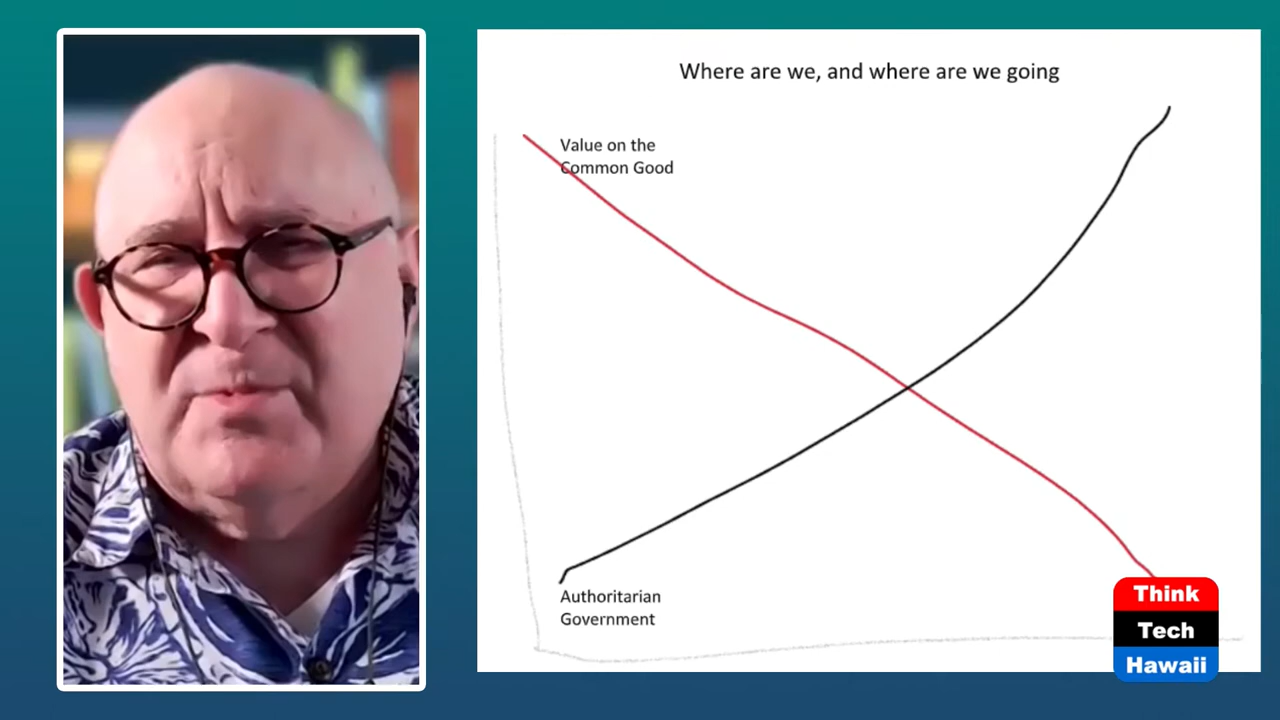 Where are we, and where are we going
Value on the
Common Good
Authoritarian
Government
Think
Tech
Hawaii